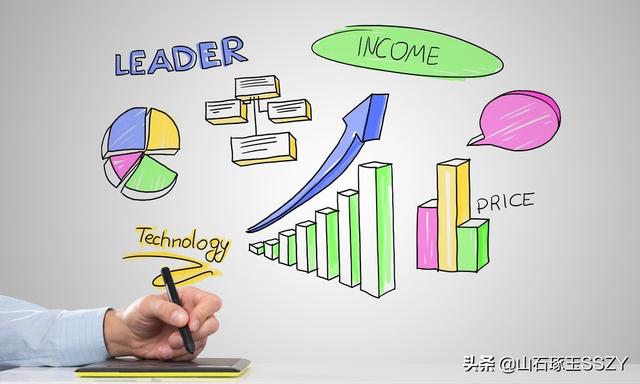 LEADER
INCOME
PRICE
Technology
头条 @山石琢玉SSZY